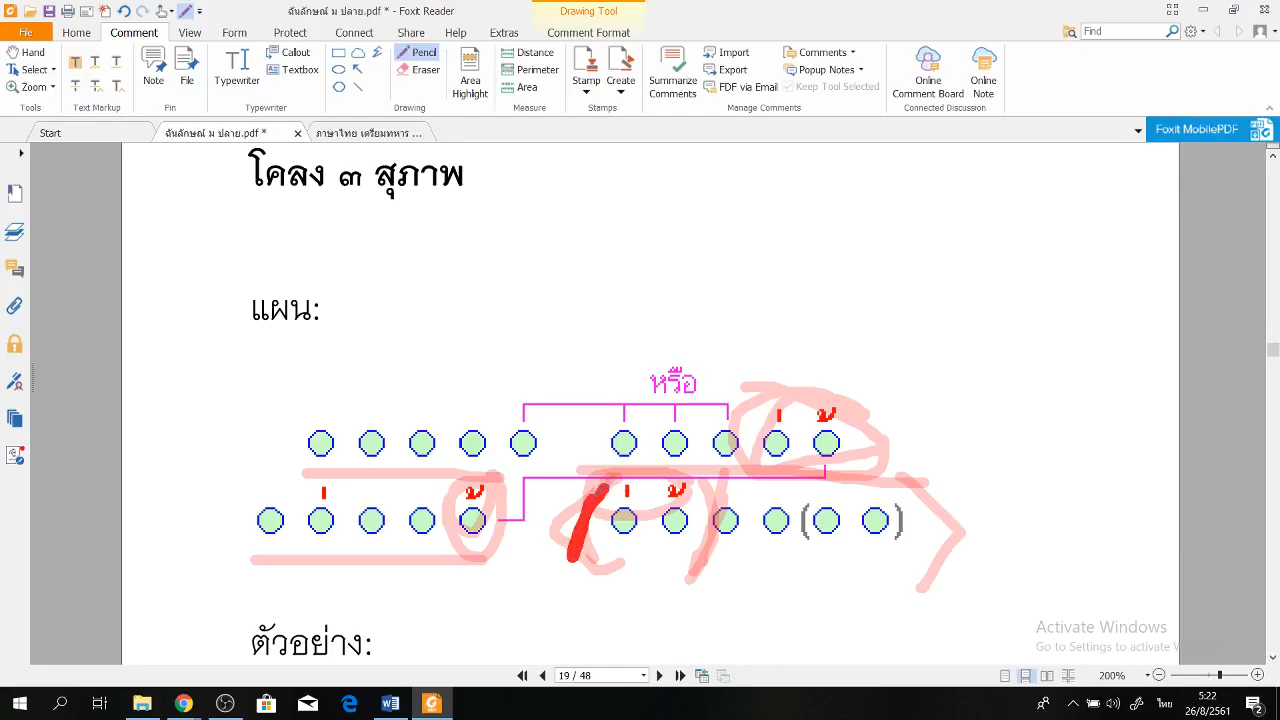 ฉันลักษณ์ ม ปลาย.pdf * - Foxit Reader
Drawing Tool
File Home Comment View Form Protect Connect Share Help Extras Comment Format
Find
Hand
Select
Zoom
Tools
Text Markup
Note
File
Pin
Typewriter
Callout
Textbox
Typewriter
Pencil
Eraser
Drawing
Area Highlight
Distance
Perimeter
Area
Measure
Stamp
Create
Stamps
Summarize Comments
Import
Export
FDF via Email
Comments
Popup Notes
Keep Tool Selected
Manage Comments
Online Comment Board
Online Note
Connected Discussion
Start
ฉันลักษณ์ ม ปลาย.pdf *
ภาษาไทย เตรียมทหาร ...
Foxit MobilePDF
โคลง ๓ สุภาพ
แผน:
หรือ
( )
ตัวอย่าง:
Activate Windows
Go to Settings to activate W
19 / 48
200%
ไทย
5:22
26/8/2561
2